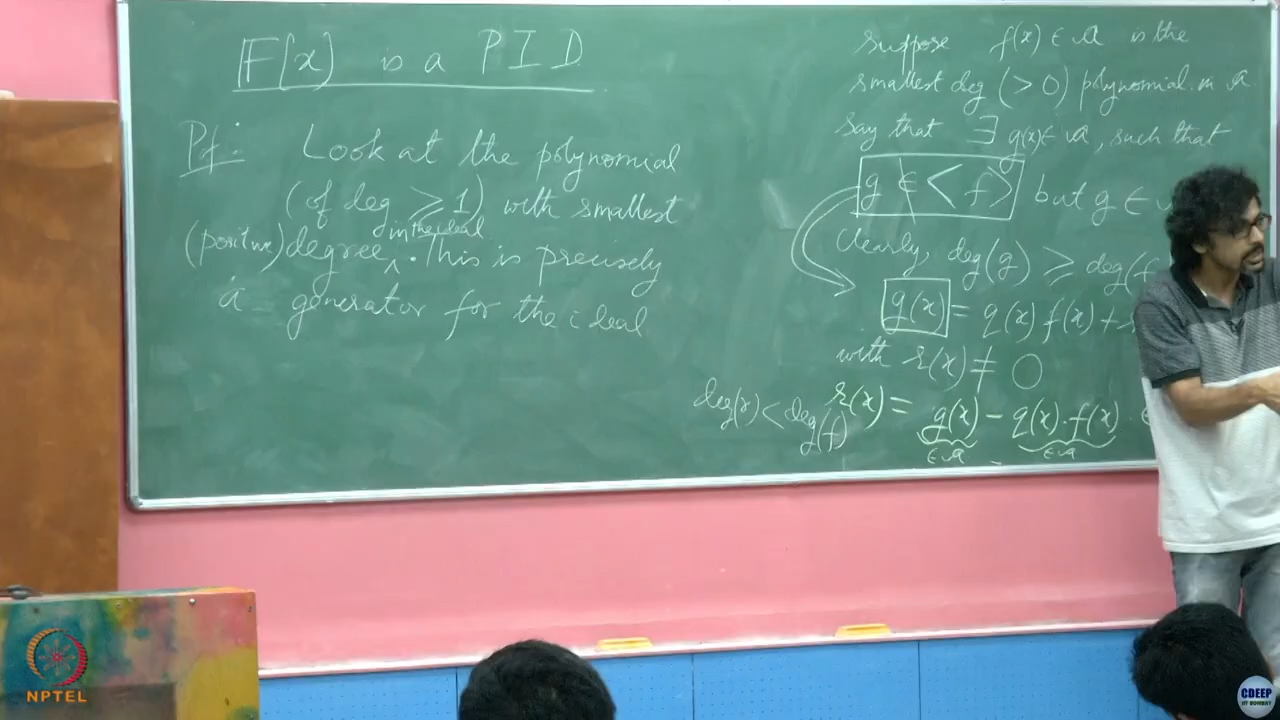 F[x] is a PID
Pf: Look at the polynomial
(of deg ≥ 1) with smallest
(positive) degree in the ideal. This is precisely
a generator for the ideal
suppose f(x) ∈ a is the
smallest deg (>0) polynomial in a
Say that ∃ g(x) ∈ a, such that
g ∉ <f> but g ∈
clearly, deg(g) ≥ deg(f
g(x) = q(x) f(x) +
with r(x) ≠ 0
deg(r) < deg(f)
r(x) = g(x) - q(x).f(x)
∈ a ∈ a
NPTEL
CDEEP
IIT BOMBAY